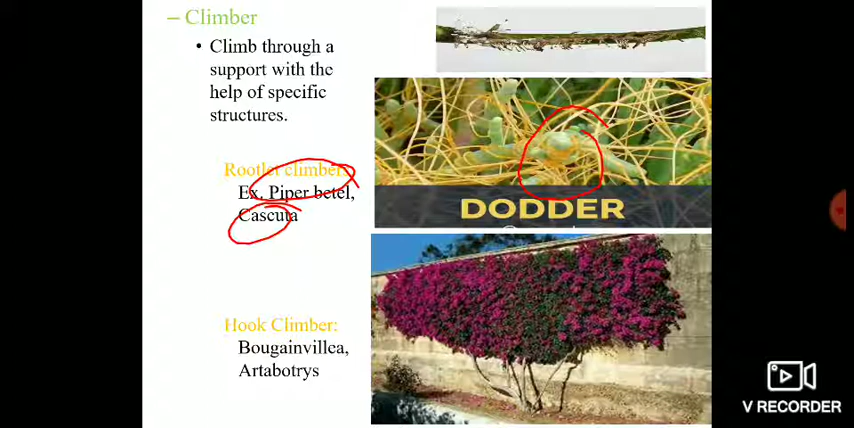 – Climber
• Climb through a
support with the
help of specific
structures.
Rootlet climber:
Ex. Piper betel,
Cascuta
DODDER
Hook Climber:
Bougainvillea,
Artabotrys
V RECORDER